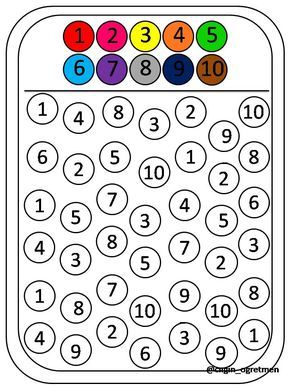 1 2 3 4 5
6 7 8 9 10
1 4 8 3 2 9 10
6 2 5 10 1 2 8
1 5 7 3 4 5 6
4 3 8 5 7 2 3
1 8 7 10 9 10 8
4 9 2 6 3 9 1
@engin_ogretmen